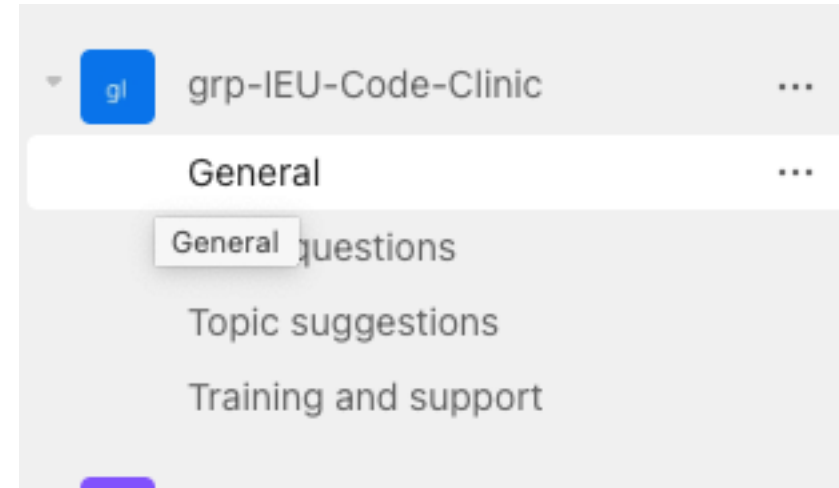 gl grp-IEU-Code-Clinic ...
General ...
General questions
Topic suggestions
Training and support